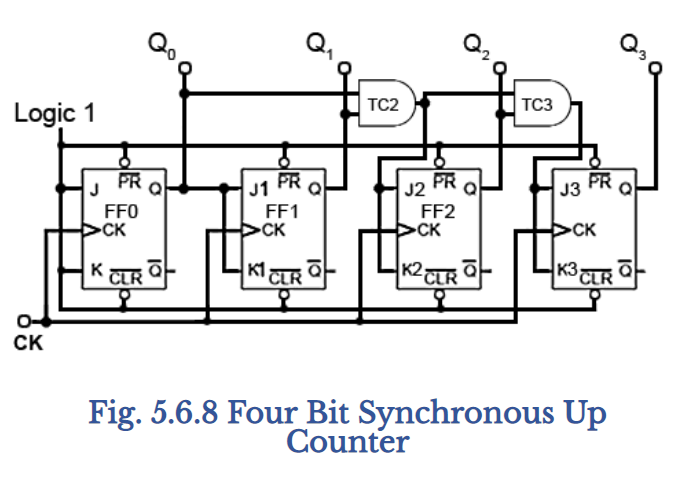 Q0 Q1 Q2 Q3
Logic 1
TC2 TC3
J PR Q J1 PR Q J2 PR Q J3 PR Q
FF0 FF1 FF2
CK CK CK CK
K CLR Q K1 CLR Q K2 CLR Q K3 CLR Q
CK
Fig. 5.6.8 Four Bit Synchronous Up
Counter